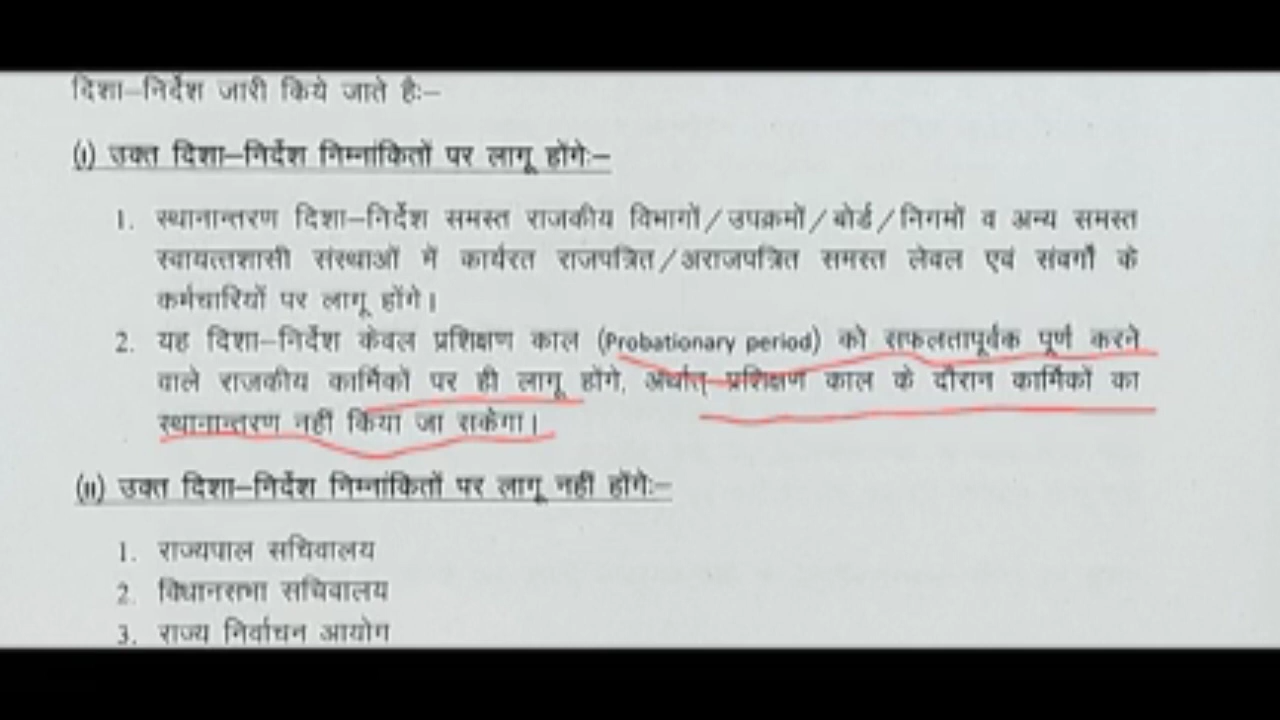 दिशा–निर्देश जारी किये जाते हैः–
(I) उक्त दिशा–निर्देश निम्नांकितों पर लागू होंगेः–
1. स्थानान्तरण दिशा–निर्देश समस्त राजकीय विभागों/उपक्रमों/बोर्ड/निगमों व अन्य समस्त
स्वायत्तशासी संस्थाओं में कार्यरत राजपत्रित/अराजपत्रित समस्त लेवल एवं संवर्गों के
कर्मचारियों पर लागू होंगे।
2. यह दिशा–निर्देश केवल प्रशिक्षण काल (Probationary period) को सफलतापूर्वक पूर्ण करने
वाले राजकीय कार्मिकों पर ही लागू होंगे, अर्थात् प्रशिक्षण काल के दौरान कार्मिकों का
स्थानान्तरण नहीं किया जा सकेगा।
(II) उक्त दिशा–निर्देश निम्नांकितों पर लागू नहीं होंगेः–
1. राज्यपाल सचिवालय
2. विधानसभा सचिवालय
3. राज्य निर्वाचन आयोग